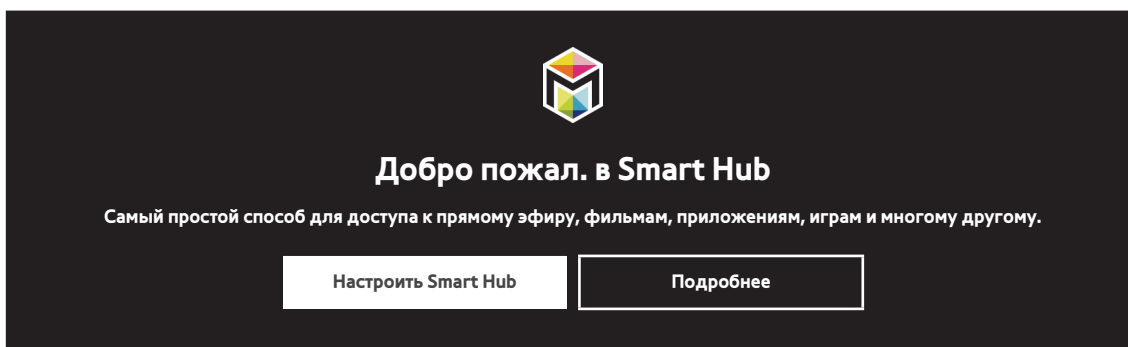 Добро пожал. в Smart Hub
Самый простой способ для доступа к прямому эфиру, фильмам, приложениям, играм и многому другому.
Настроить Smart Hub
Подробнее